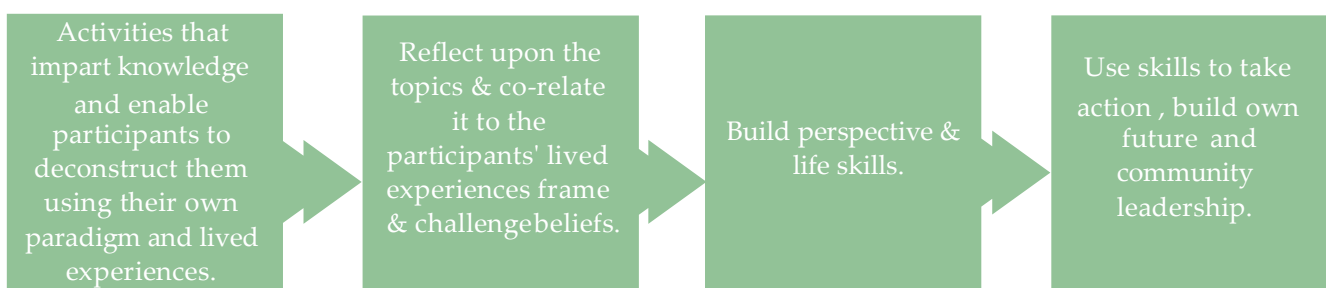 Activities that
impart knowledge
and enable
participants to
deconstruct them
using their own
paradigm and lived
experiences.
Reflect upon the
topics & co-relate
it to the
participants' lived
experiences frame
& challengebeliefs.
Build perspective &
life skills.
Use skills to take
action , build own
future and
community
leadership.